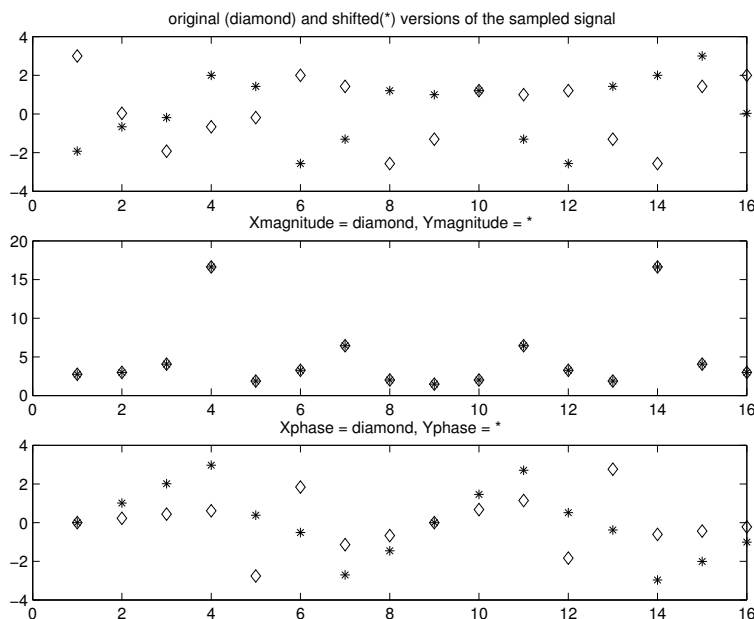 original (diamond) and shifted(*) versions of the sampled signal
4
2
0
−2
−4
0 2 4 6 8 10 12 14 16
Xmagnitude = diamond, Ymagnitude = *
20
15
10
5
0
0 2 4 6 8 10 12 14 16
Xphase = diamond, Yphase = *
4
2
0
−2
−4
0 2 4 6 8 10 12 14 16